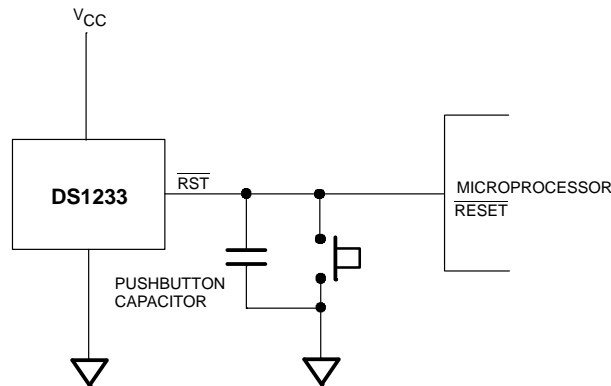 VCC
DS1233
RST
MICROPROCESSOR
RESET
PUSHBUTTON
CAPACITOR